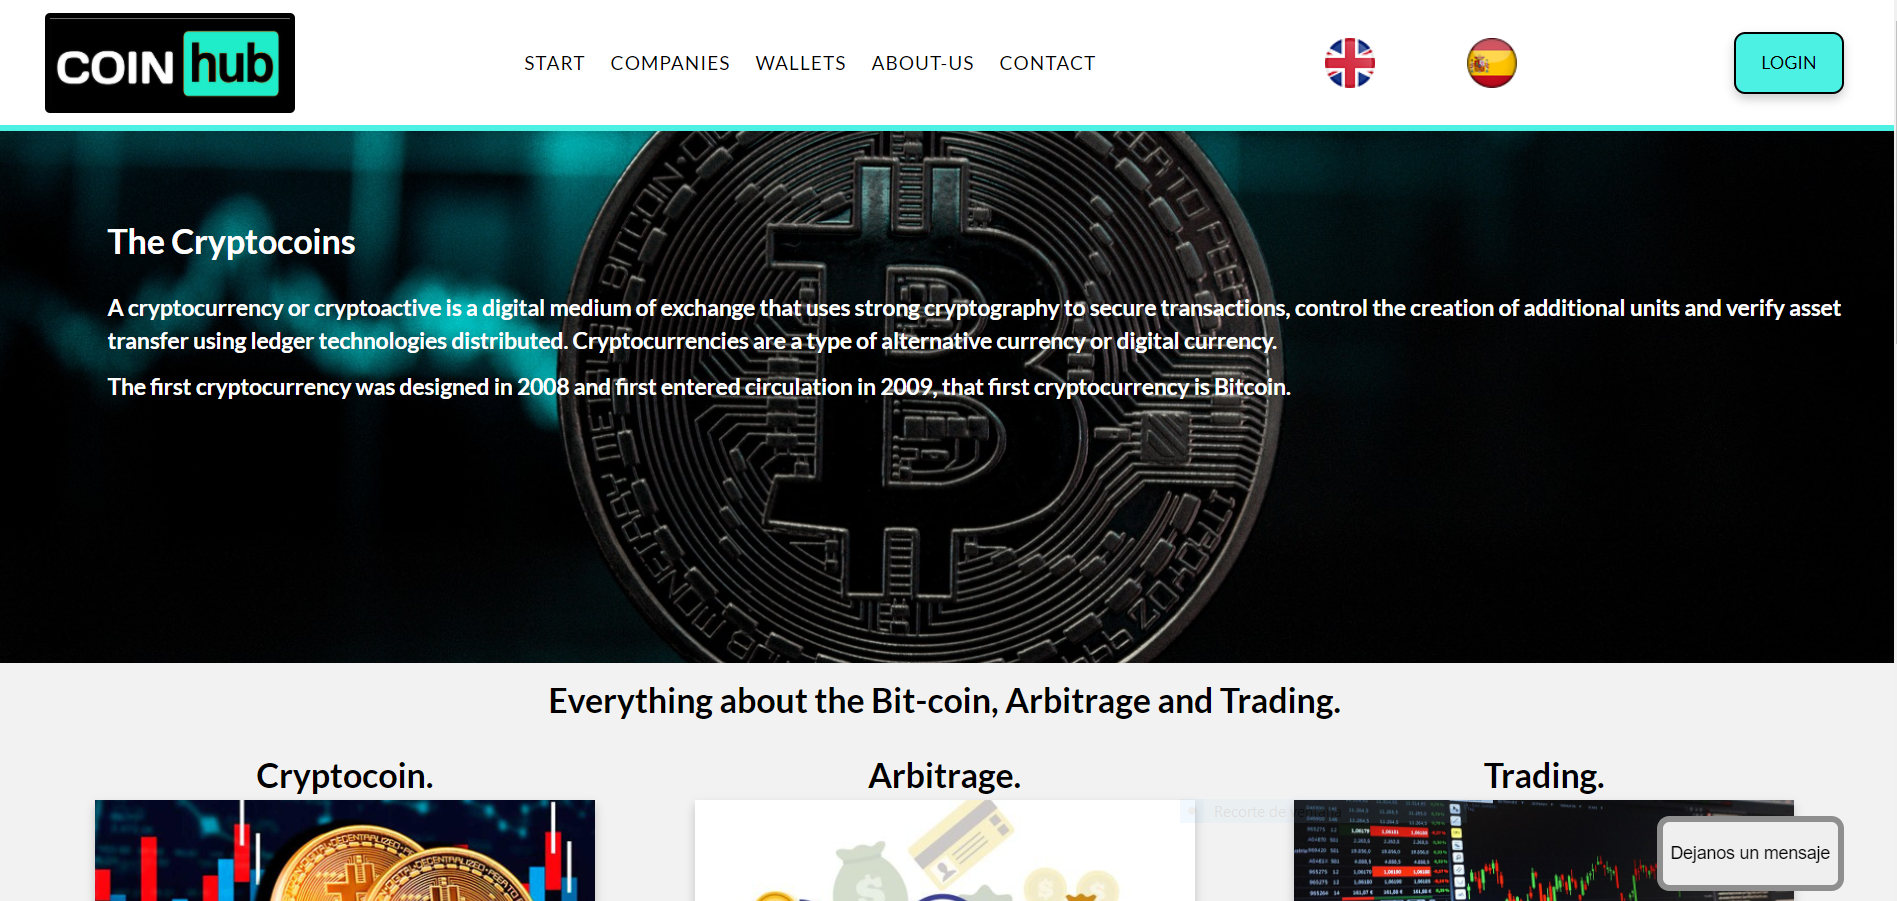 COIN hub
START COMPANIES WALLETS ABOUT-US CONTACT
LOGIN
The Cryptocoins
A cryptocurrency or cryptoactive is a digital medium of exchange that uses strong cryptography to secure transactions, control the creation of additional units and verify asset
transfer using ledger technologies distributed. Cryptocurrencies are a type of alternative currency or digital currency.
The first cryptocurrency was designed in 2008 and first entered circulation in 2009, that first cryptocurrency is Bitcoin.
BITCOIN
Everything about the Bit-coin, Arbitrage and Trading.
Cryptocoin.
Arbitrage.
Trading.
Recorte de
DECENTRALIZED
Dejanos un mensaje